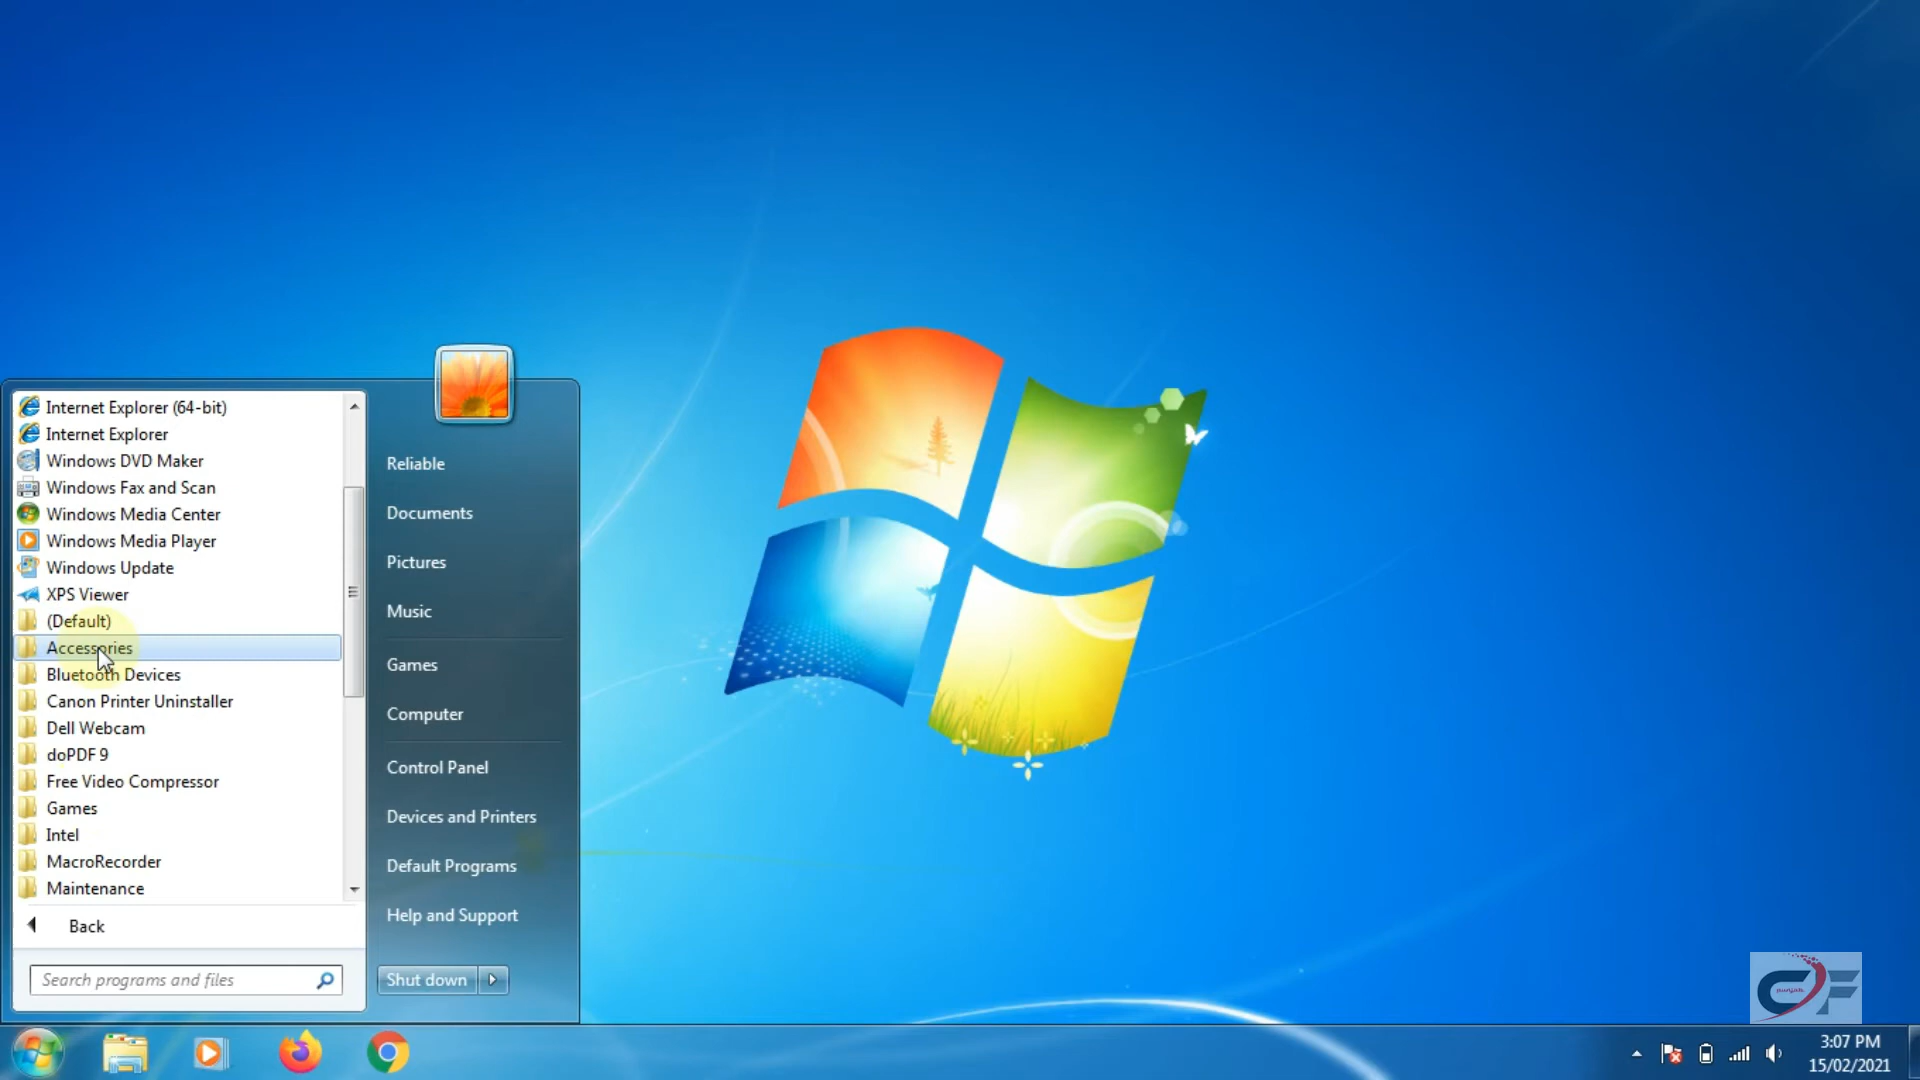 Internet Explorer (64-bit)
Internet Explorer
Windows DVD Maker
Windows Fax and Scan
Windows Media Center
Windows Media Player
Windows Update
XPS Viewer
(Default)
Accessories
Bluetooth Devices
Canon Printer Uninstaller
Dell Webcam
doPDF 9
Free Video Compressor
Games
Intel
MacroRecorder
Maintenance
Back
Search programs and files
Reliable
Documents
Pictures
Music
Games
Computer
Control Panel
Devices and Printers
Default Programs
Help and Support
Shut down
CF
3:07 PM
15/02/2021